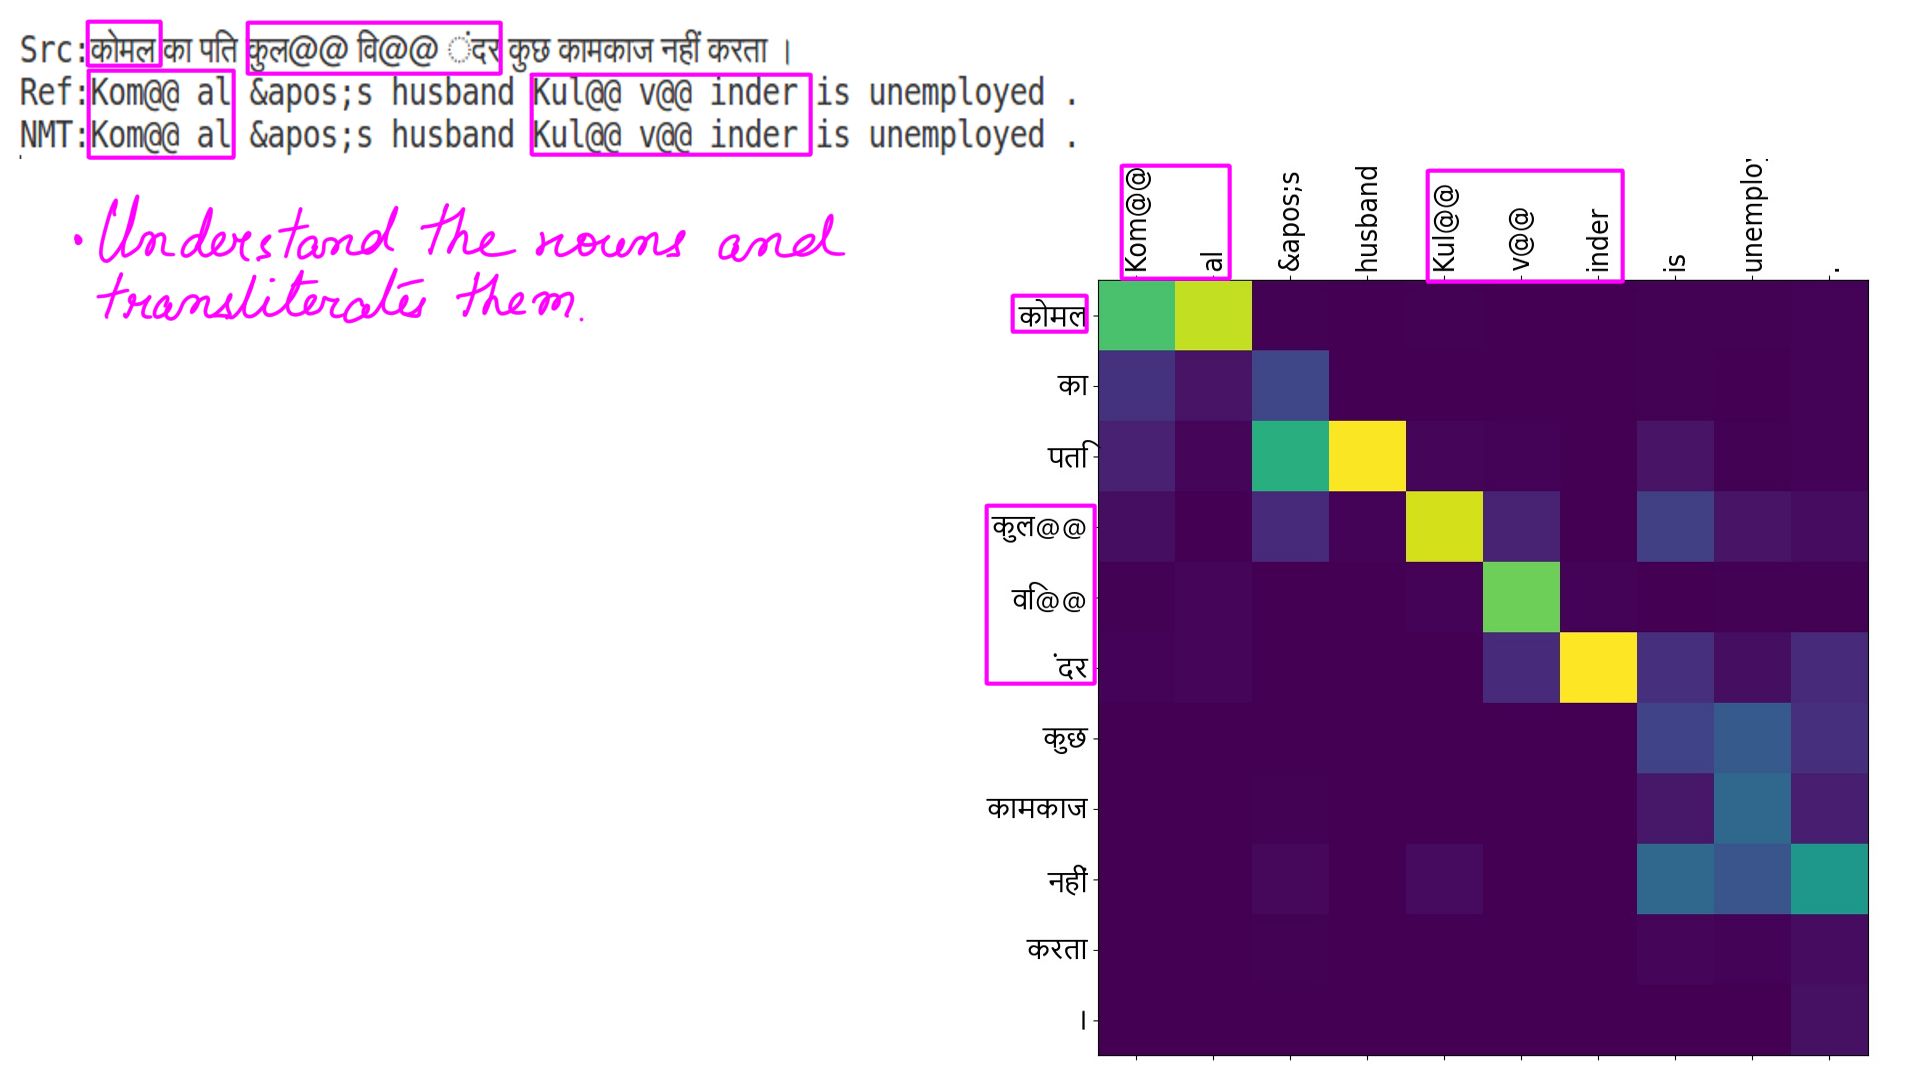 Src:कोमल का पति कुल@@ वि@@ ंदर कुछ कामकाज नहीं करता ।
Ref:Kom@@ al &apos;s husband Kul@@ v@@ inder is unemployed .
NMT:Kom@@ al &apos;s husband Kul@@ v@@ inder is unemployed .
• Understand the nouns and
transliterates them.
Kom@@
al
&apos;s
husband
Kul@@
v@@
inder
is
unemplo
.
कोमल
का
पति
कुल@@
वि@@
ंदर
कुछ
कामकाज
नहीं
करता
।